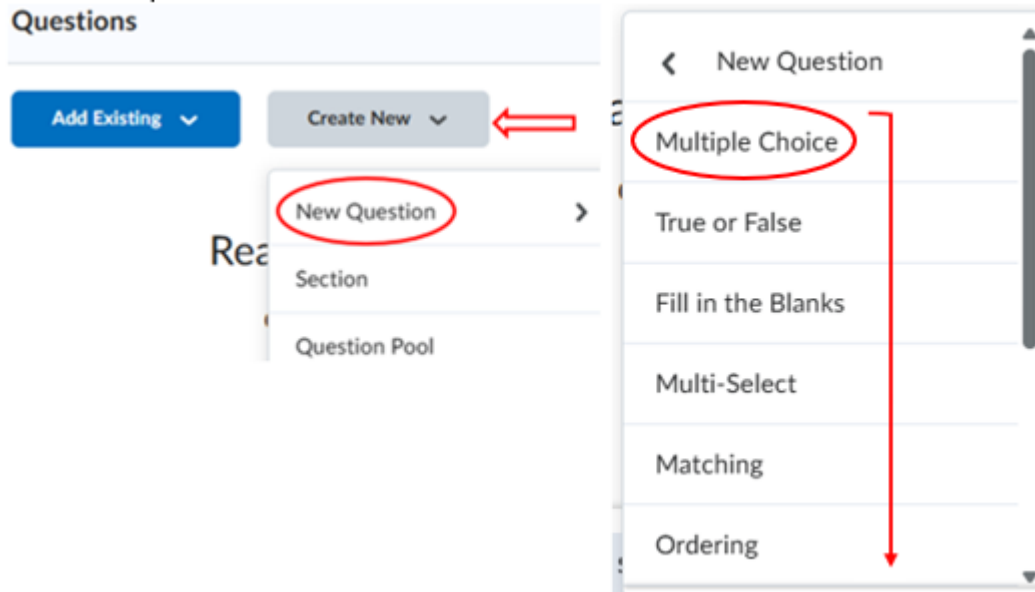 Questions
Add Existing
Create New
New Question
Section
Question Pool
New Question
Multiple Choice
True or False
Fill in the Blanks
Multi-Select
Matching
Ordering